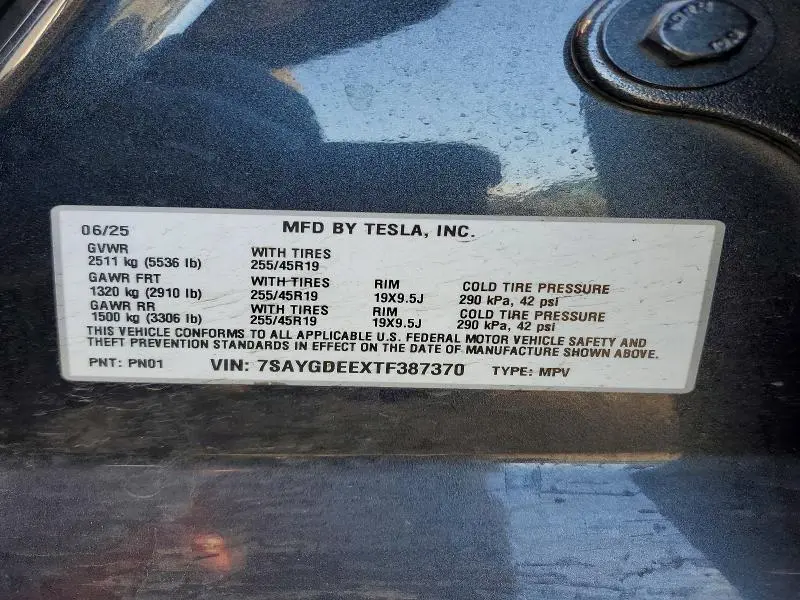 06/25 MFD BY TESLA, INC.
GVWR WITH TIRES
2511 kg (5536 lb) 255/45R19
GAWR FRT WITH TIRES RIM COLD TIRE PRESSURE
1320 kg (2910 lb) 255/45R19 19X9.5J 290 kPa, 42 psi
GAWR RR WITH TIRES RIM COLD TIRE PRESSURE
1500 kg (3306 lb) 255/45R19 19X9.5J 290 kPa, 42 psi
THIS VEHICLE CONFORMS TO ALL APPLICABLE U.S. FEDERAL MOTOR VEHICLE SAFETY AND
THEFT PREVENTION STANDARDS IN EFFECT ON THE DATE OF MANUFACTURE SHOWN ABOVE.
PNT: PN01 VIN: 7SAYGDEEXTF387370 TYPE: MPV